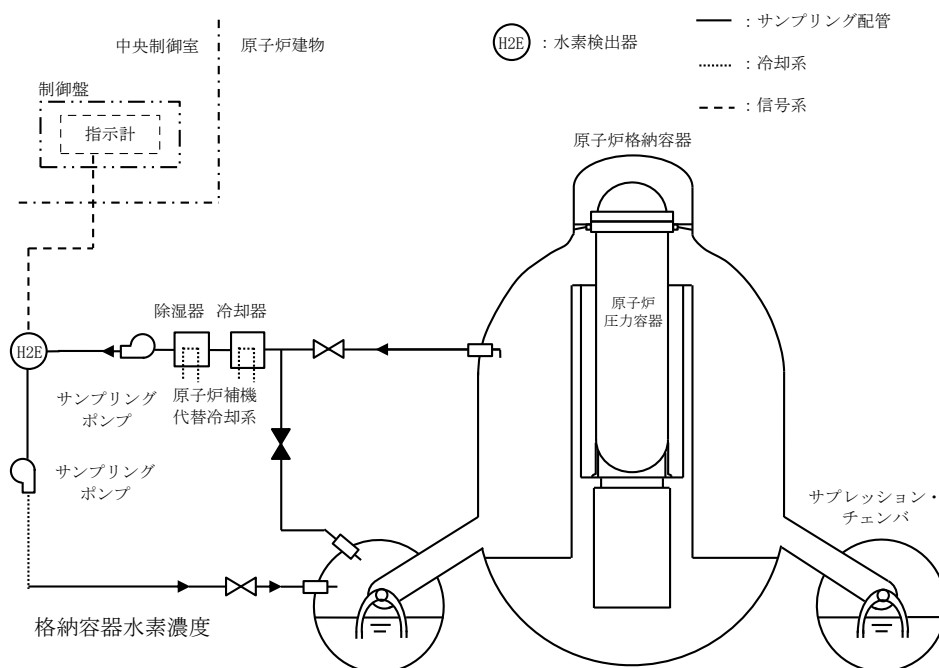 中央制御室
原子炉建物
H2E
：水素検出器
：サンプリング配管
：冷却系
：信号系
制御盤
指示計
原子炉格納容器
原子炉
圧力容器
除湿器
冷却器
H2E
原子炉補機
代替冷却系
サンプリング
ポンプ
サンプリング
ポンプ
サプレッション・
チェンバ
格納容器水素濃度